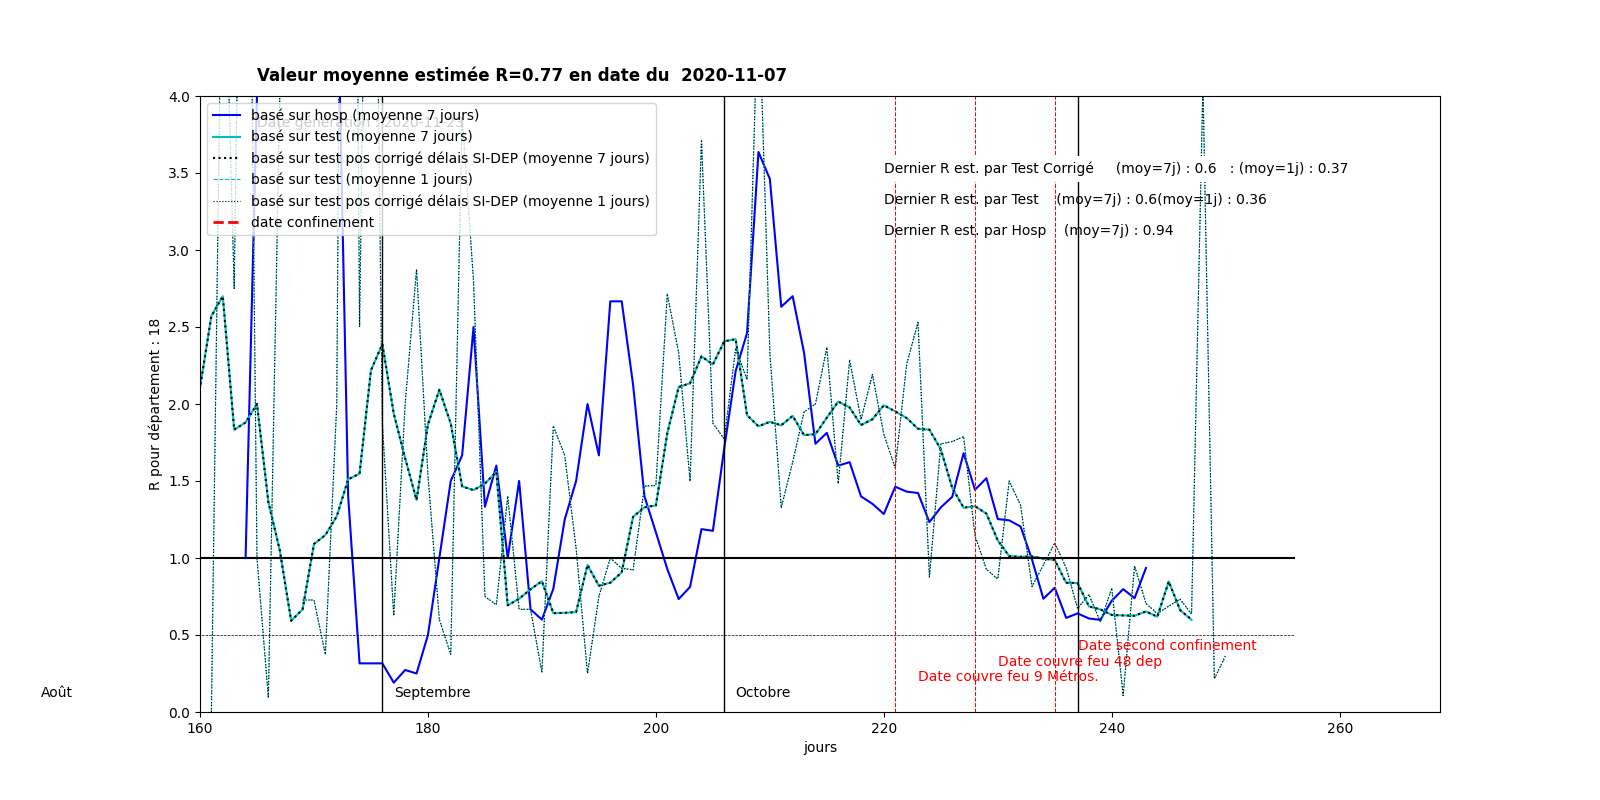 Valeur moyenne estimée R=0.77 en date du  2020-11-07
4.0
3.5
3.0
2.5
2.0
1.5
1.0
0.5
0.0
R pour département : 18
basé sur hosp (moyenne 7 jours)
basé sur test (moyenne 7 jours)
basé sur test pos corrigé délais SI-DEP (moyenne 7 jours)
basé sur test (moyenne 1 jours)
basé sur test pos corrigé délais SI-DEP (moyenne 1 jours)
date confinement
Dernier R est. par Test Corrigé     (moy=7j) : 0.6   : (moy=1j) : 0.37
Dernier R est. par Test    (moy=7j) : 0.6(moy=1j) : 0.36
Dernier R est. par Hosp    (moy=7j) : 0.94
Date second confinement
Date couvre feu 48 dep
Date couvre feu 9 Métros.
Août
Septembre
Octobre
160 180 200 220 240 260
jours